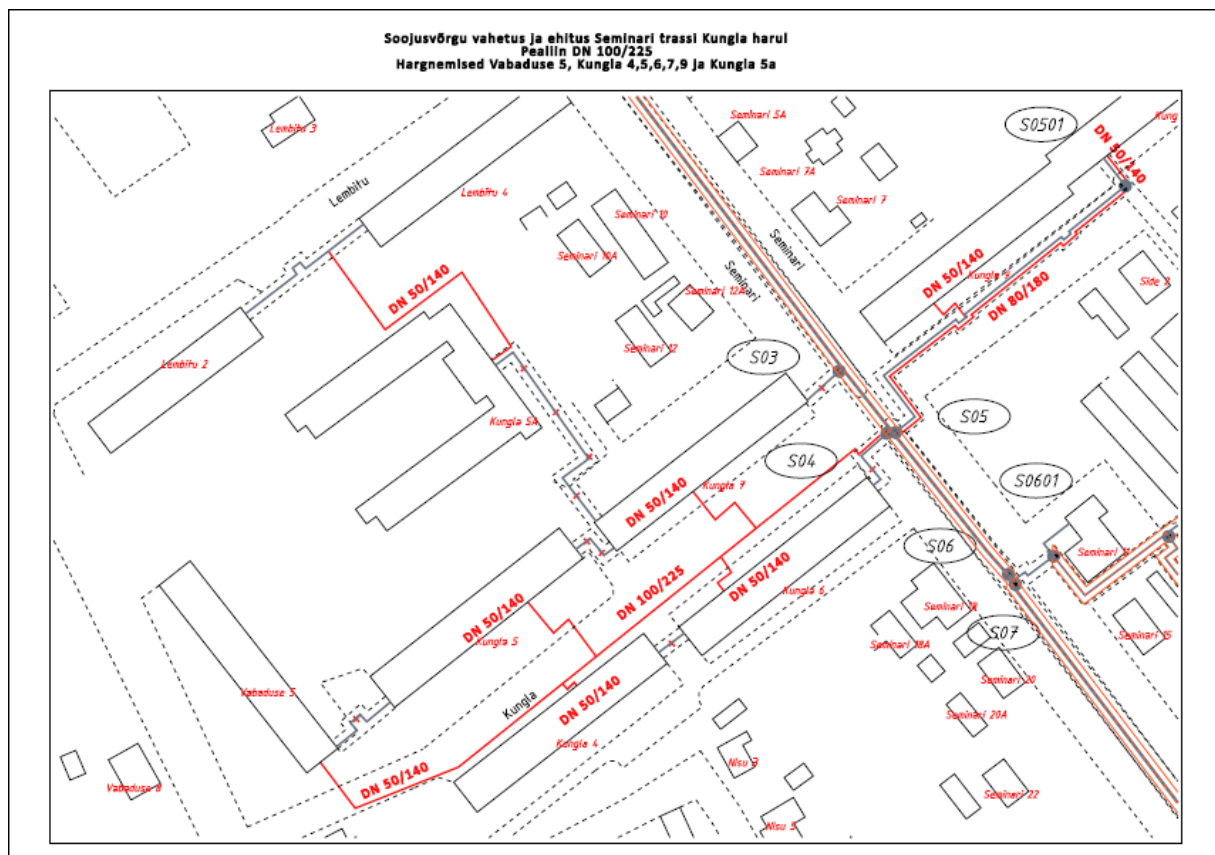 Soojusvõrgu vahetus ja ehitus Seminari trassi Kungla harul
Pealiin DN 100/225
Hargnemised Vabaduse 5, Kungla 4,5,6,7,9 ja Kungla 5a
Lembitu 3
Seminari 5A
S0501
Kung
DN 50/140
Seminari 7A
Lembitu
Lembitu 4
Seminari 7
Seminari 10
Seminari
Seminari
Seminari 10A
DN 50/140
DN 50/140
Kungla 9
Side 2
DN 80/180
Seminari 12A
Seminari 12
S03
Lembitu 2
Kungla 5A
S05
S04
DN 50/140
Kungla 7
S0601
S06
Seminari
DN 100/225
DN 50/140
Kungla 6
DN 50/140
Kungla 5
Seminari 18
S07
Seminari 15
Seminari 18A
Vabaduse 5
Kungla
DN 50/140
Seminari 20
Seminari 20A
Kungla 4
DN 50/140
Nisu 3
Vabaduse 8
Seminari 22
Nisu 5